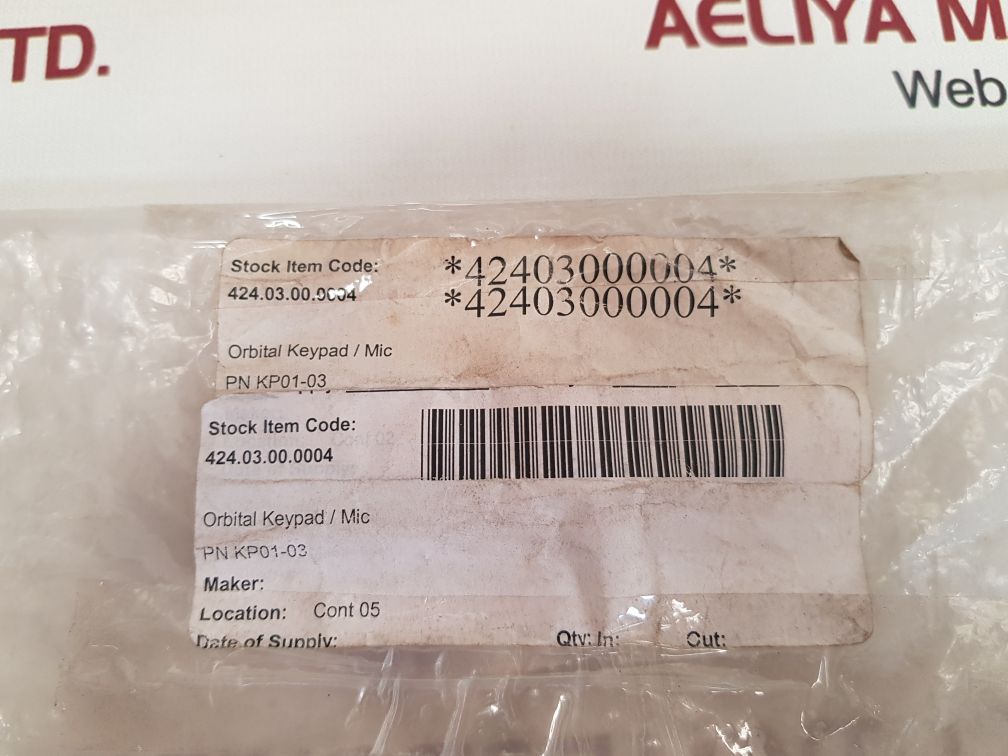 TD.
AELIYA M
Web
Stock Item Code:
424.03.00.0004
*42403000004*
*42403000004*
Orbital Keypad / Mic
PN KP01-03
Stock Item Code:
424.03.00.0004
Orbital Keypad / Mic
PN KP01-03
Maker:
Location: Cont 05
Date of Supply: Qty: In: Out: